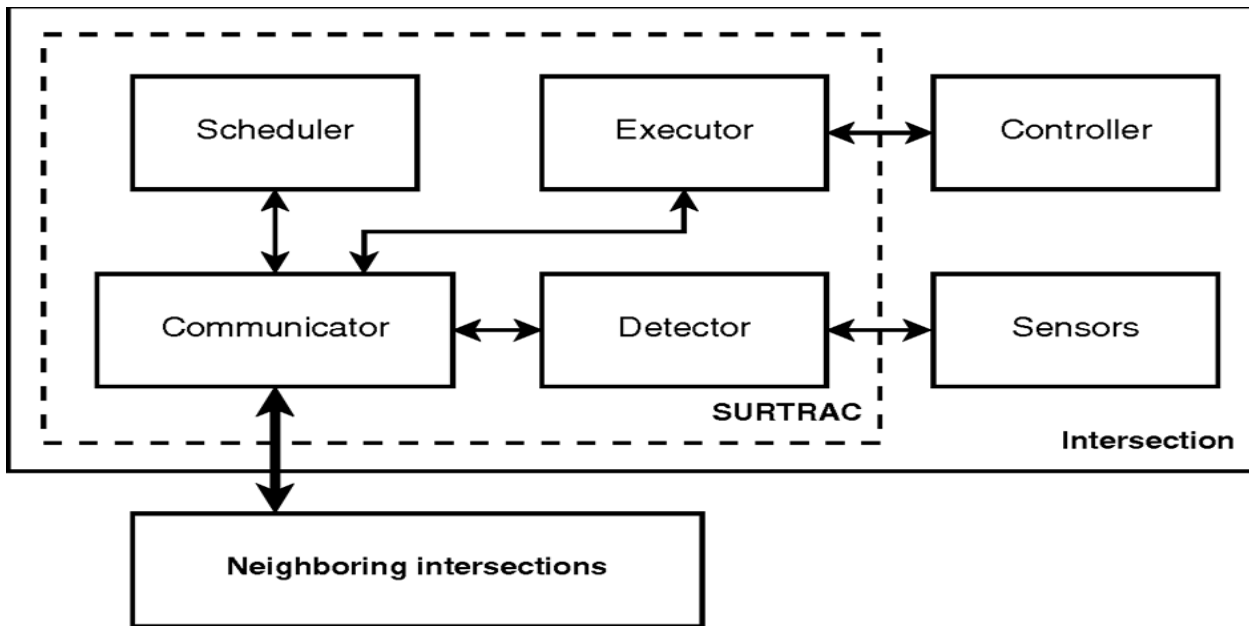 Scheduler
Executor
Controller
Communicator
Detector
Sensors
SURTRAC
Intersection
Neighboring intersections